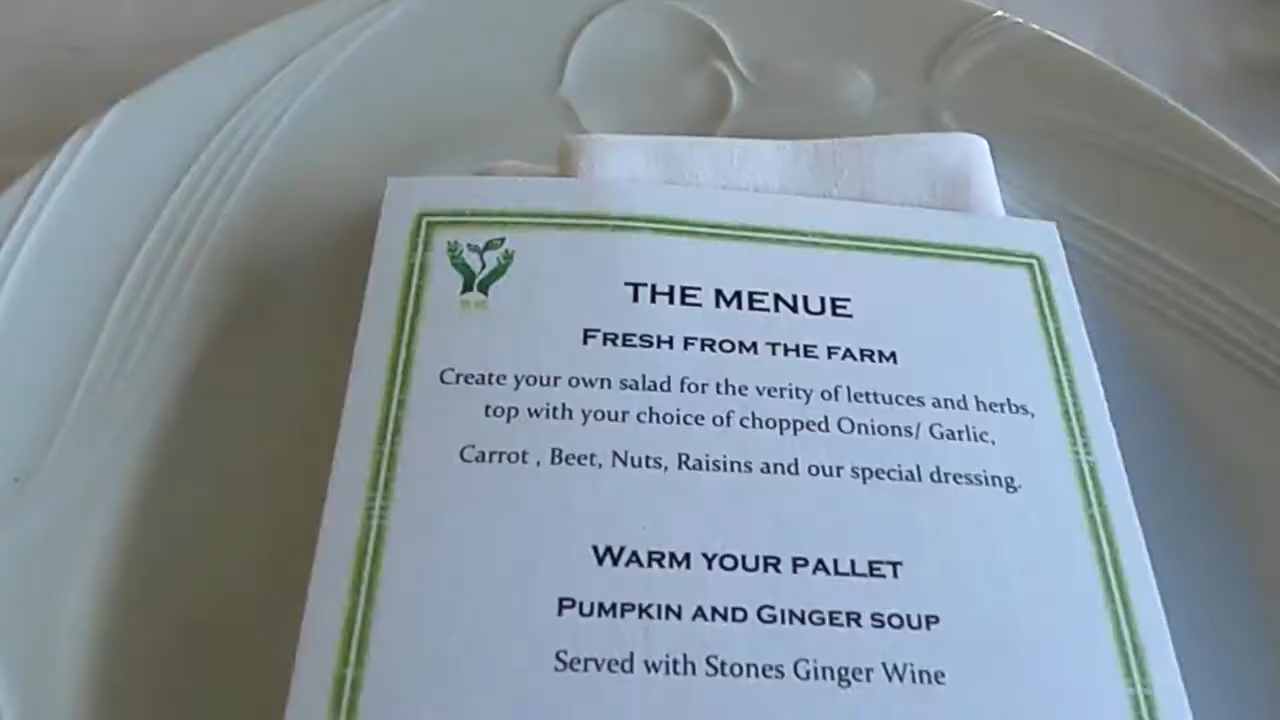 THE MENUE
FRESH FROM THE FARM
Create your own salad for the verity of lettuces and herbs,
top with your choice of chopped Onions/ Garlic,
Carrot , Beet, Nuts, Raisins and our special dressing.
WARM YOUR PALLET
PUMPKIN AND GINGER SOUP
Served with Stones Ginger Wine